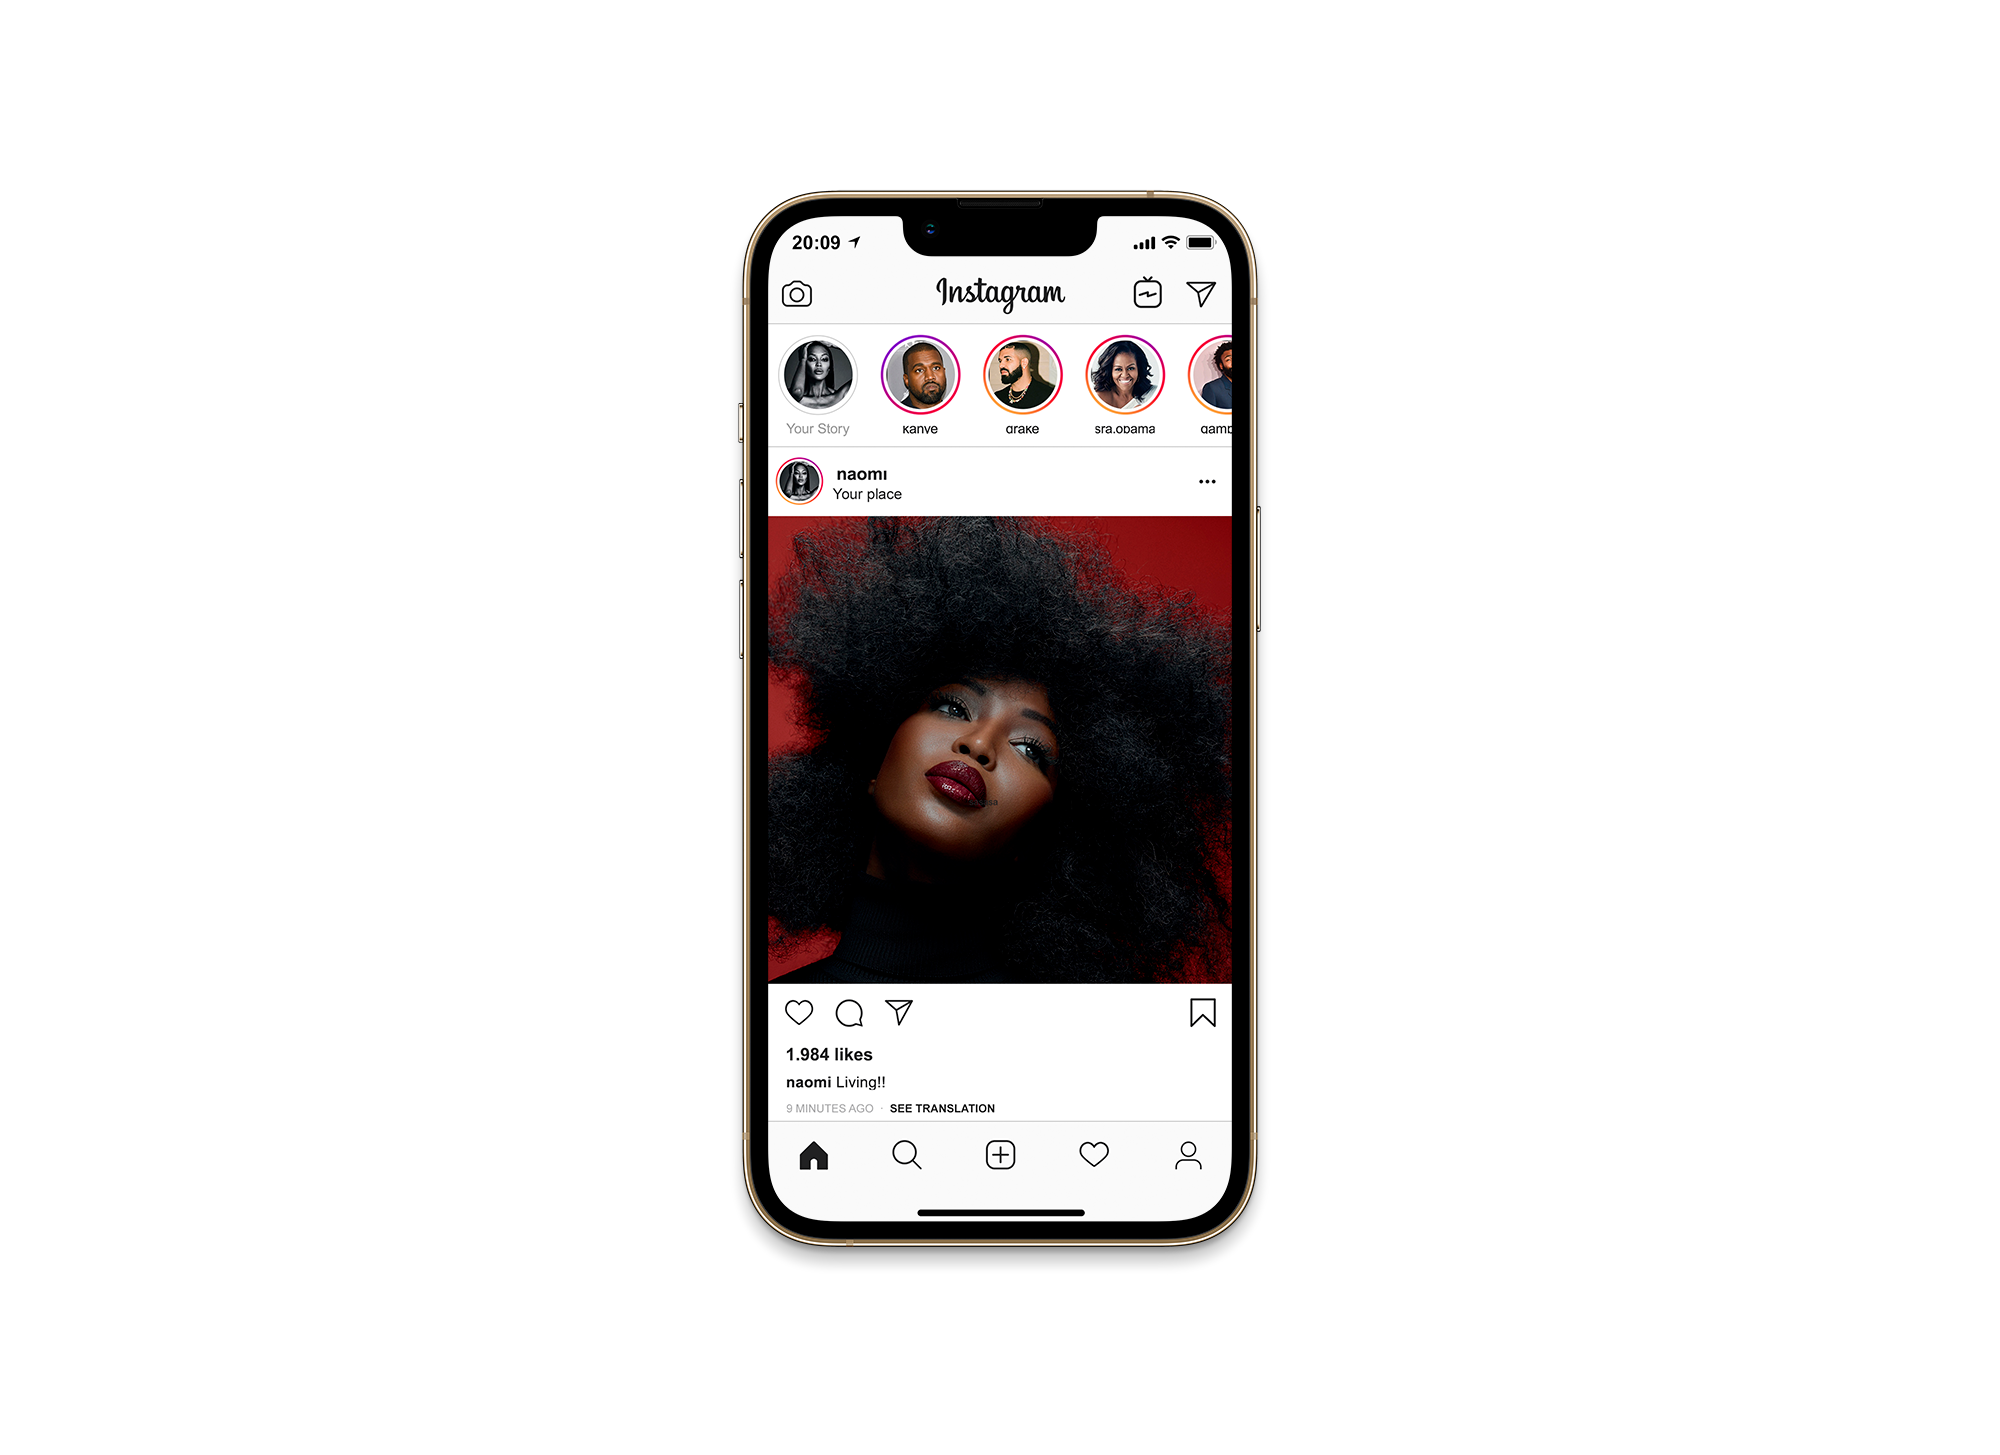 20:09
Instagram
Your Story kanye drake sra.obama gamb
naomi
Your place
1.984 likes
naomi Living!!
9 MINUTES AGO · SEE TRANSLATION